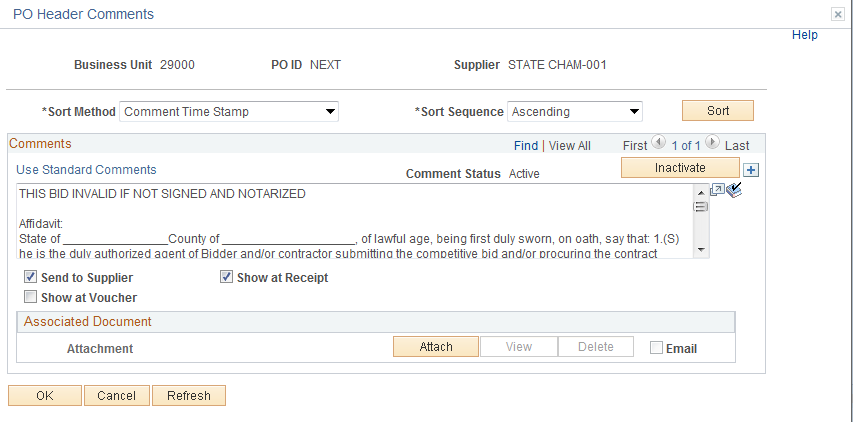 PO Header Comments
Help
Business Unit 29000 PO ID NEXT Supplier STATE CHAM-001
*Sort Method Comment Time Stamp *Sort Sequence Ascending Sort
Comments Find | View All First 1 of 1 Last
Use Standard Comments Comment Status Active Inactivate
THIS BID INVALID IF NOT SIGNED AND NOTARIZED
Affidavit:
State of ________________County of ____________________, of lawful age, being first duly sworn, on oath, say that: 1.(S)
he is the duly authorized agent of Bidder and/or contractor submitting the competitive bid and/or procuring the contract
Send to Supplier Show at Receipt
Show at Voucher
Associated Document
Attachment Attach View Delete Email
OK Cancel Refresh